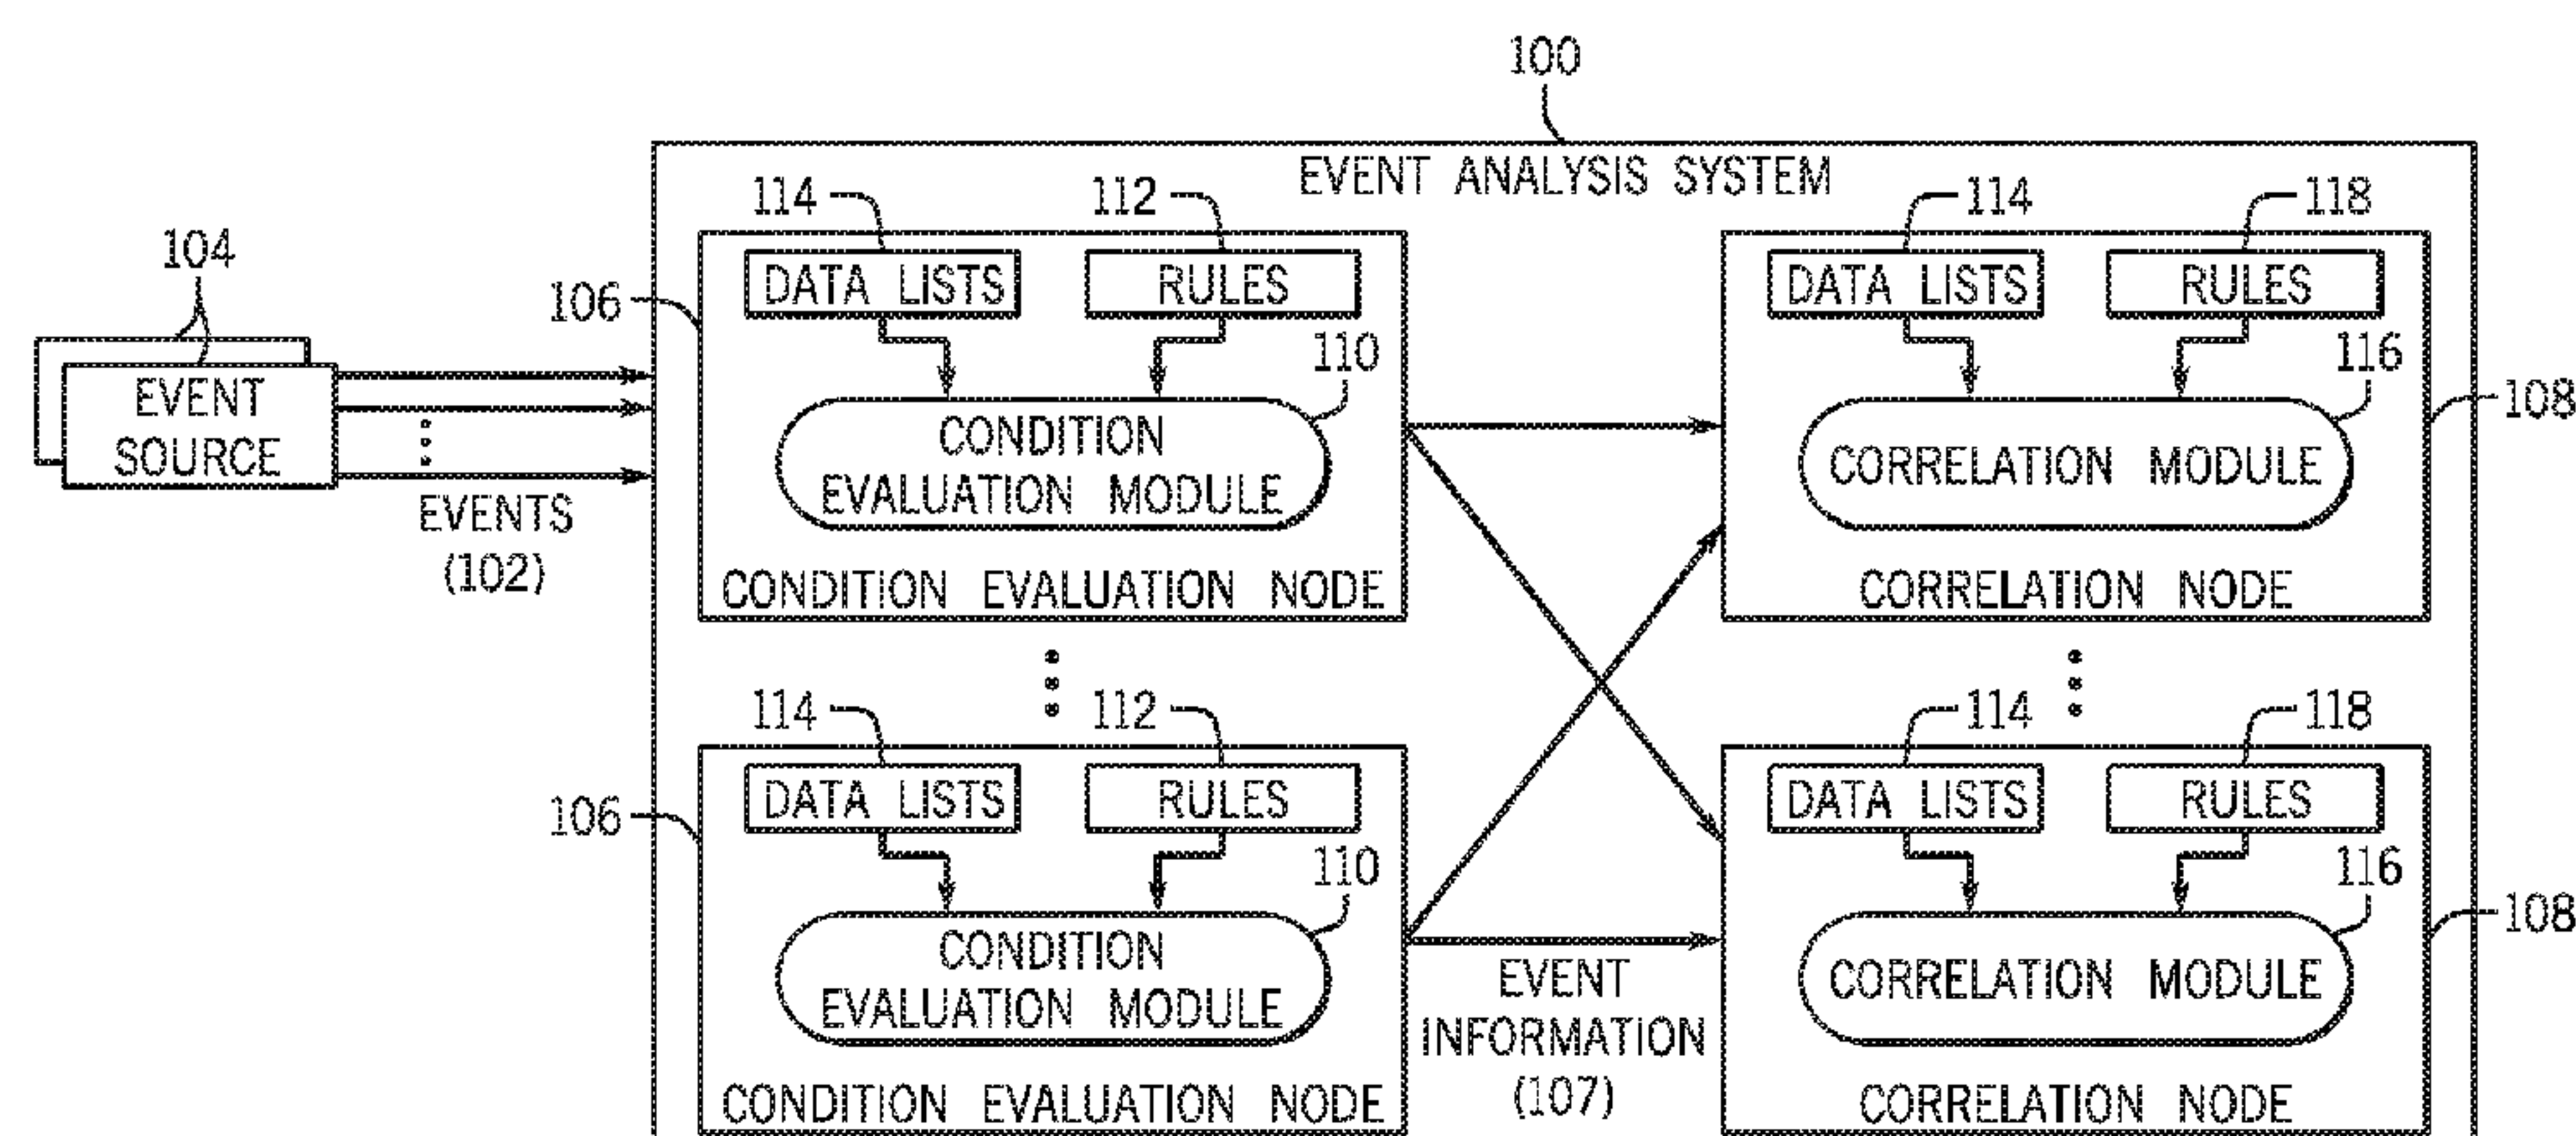 100
EVENT ANALYSIS SYSTEM
104
EVENT
SOURCE
EVENTS
(102)
106
114
112
DATA LISTS
RULES
110
CONDITION
EVALUATION MODULE
CONDITION EVALUATION NODE
114
118
DATA LISTS
RULES
116
108
CORRELATION MODULE
CORRELATION NODE
106
114
112
DATA LISTS
RULES
110
CONDITION
EVALUATION MODULE
CONDITION EVALUATION NODE
EVENT
INFORMATION
(107)
114
118
DATA LISTS
RULES
116
108
CORRELATION MODULE
CORRELATION NODE